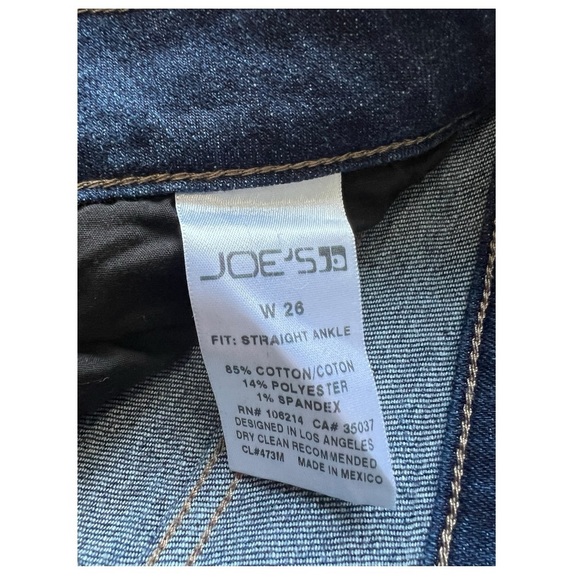 JOE'S
W 26
FIT: STRAIGHT ANKLE
85% COTTON/COTON
14% POLYESTER
1% SPANDEX
RN# 106214 CA# 35037
DESIGNED IN LOS ANGELES
DRY CLEAN RECOMMENDED
CL#473M MADE IN MEXICO